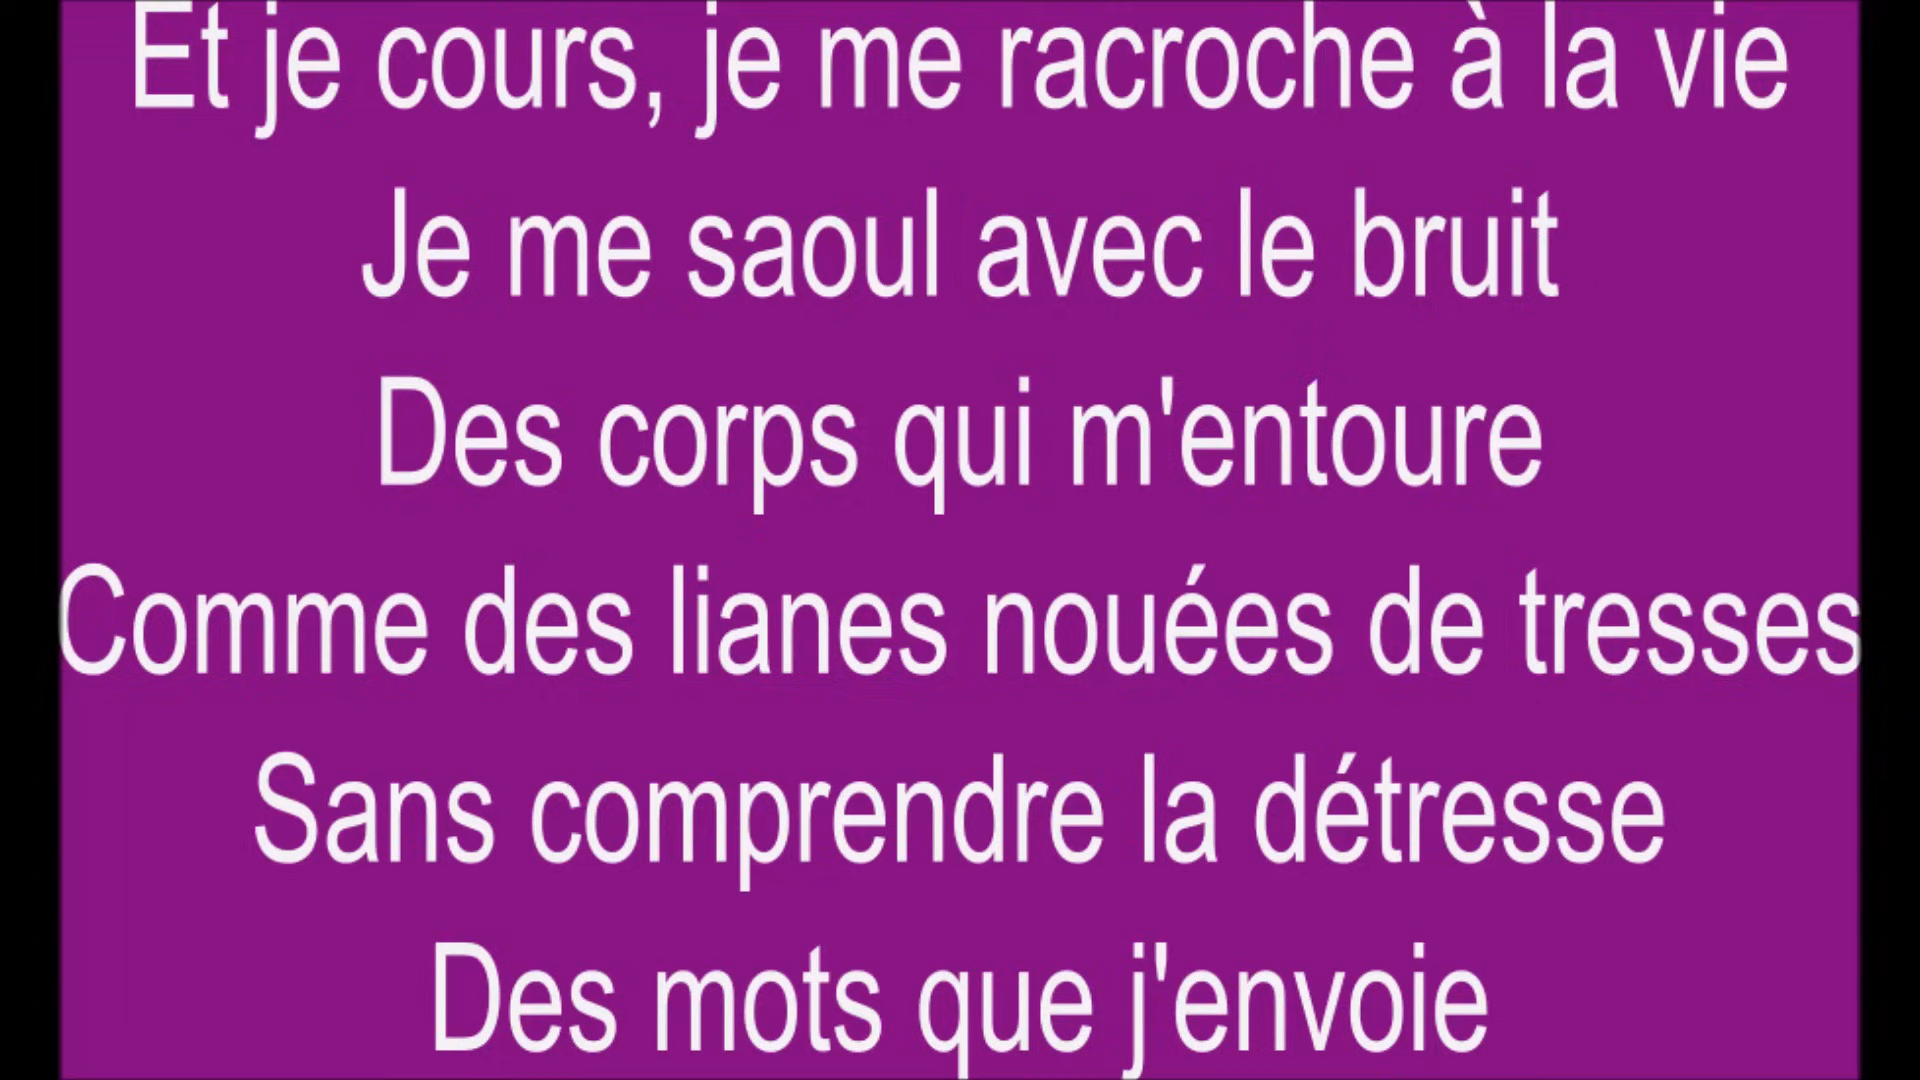 Et je cours, je me racroche à la vie
Je me saoul avec le bruit
Des corps qui m'entoure
Comme des lianes nouées de tresses
Sans comprendre la détresse
Des mots que j'envoie